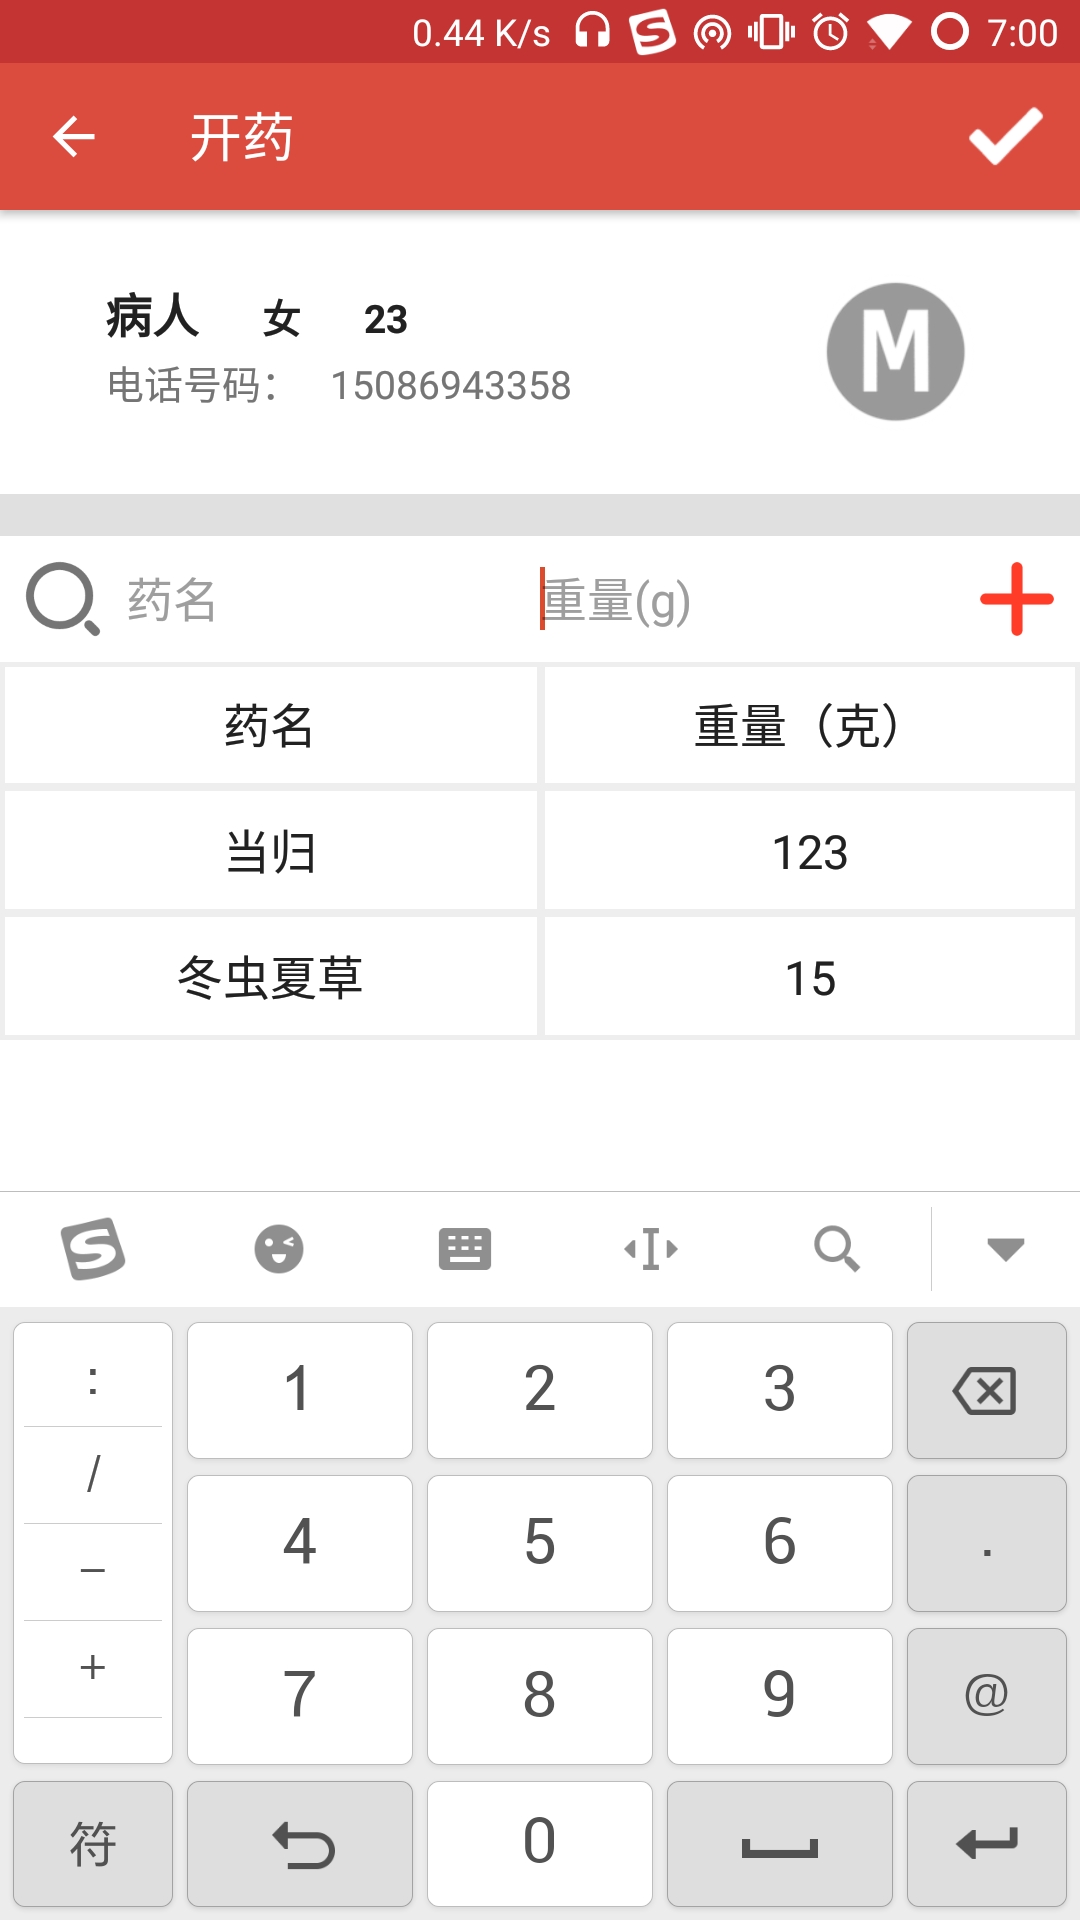 0.44 K/s 7:00
开药
病人 女 23
电话号码： 15086943358
M
药名 重量(g)
药名 重量（克）
当归 123
冬虫夏草 15
: 1 2 3
/
4 5 6 .
–
+
7 8 9 @
符 0